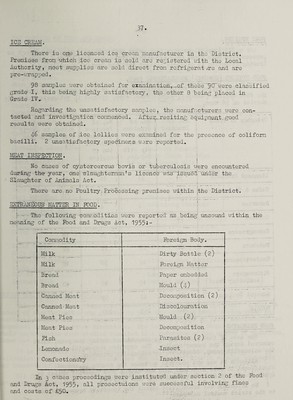 37.
ICE CREAM.
There is one licensed ice cream manufacturer in the District.
Premises from which ice cream is sold are registered with the Local
Authority, most supplies are sold direct from refrigerators and are
pre-wrapped.
98 samples were obtained for examination, of these 90 were classified
grade I, this being highly satisfactory, the other 8 being placed in
Grade IV.
Regarding the unsatisfactory samples, the manufacturers were con-
tacted and investigation commenced. After resiting equipment good
results were obtained.
46 samples of ice lollies were examined for the presence of coliform
bacilli. 2 unsatisfactory specimens were reported.
MEAT INSPECTION.
No cases of cysticercus bovis or tuberculosis were encountered
during the year, one slaughterman's licence was issued under the
Slaughter of Animals Act.
There are no Poultry Processing premises within the District.
EXTRANEOUS MATTER IN FOOD.
The following commodities were reported as being unsound within the
meaning of the Food and Drugs Act, 1955:-
Commodity Foreign Body.
Milk Dirty Bottle (2)
Milk Foreign Matter
Bread Paper embedded
Bread Mould (4)
Canned Meat Decomposition (2)
Canned Meat Discolouration
Meat Pies Mould (2)
Meat Pies Decomposition
Fish Parasites (2)
Lemonade Insect
Confectionery Insect.
In 3 cases proceedings were instituted under section 2 of the Food
and Drugs Act, 1955, all prosecutions were successful involving fines
and costs of £50.